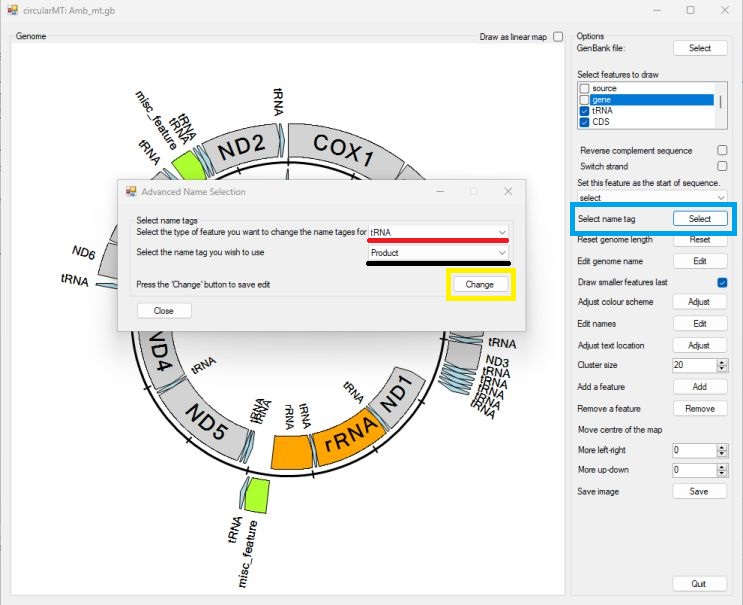 circularMT: Amb_mt.gb
Genome
Draw as linear map
tRNA
misc_feature
tRNA
tRNA
tRNA
ND2
COX1
ND6
tRNA
Advanced Name Selection
Select name tags
Select the type of feature you want to change the name tages for
tRNA
Select the name tag you wish to use
Product
Press the 'Change' button to save edit
Change
Close
ND4
tRNA
ND5
tRNA
tRNA
rRNA
tRNA
rRNA
tRNA
ND1
tRNA
ND3
tRNA
tRNA
tRNA
tRNA
tRNA
tRNA
misc_feature
Options
GenBank file:
Select
Select features to draw
source
gene
tRNA
CDS
Reverse complement sequence
Switch strand
Set this feature as the start of sequence.
select
Select name tag
Select
Reset genome length
Reset
Edit genome name
Edit
Draw smaller features last
Adjust colour scheme
Adjust
Edit names
Edit
Adjust text location
Adjust
Cluster size
20
Add a feature
Add
Remove a feature
Remove
Move centre of the map
More left-right
0
More up-down
0
Save image
Save
Quit